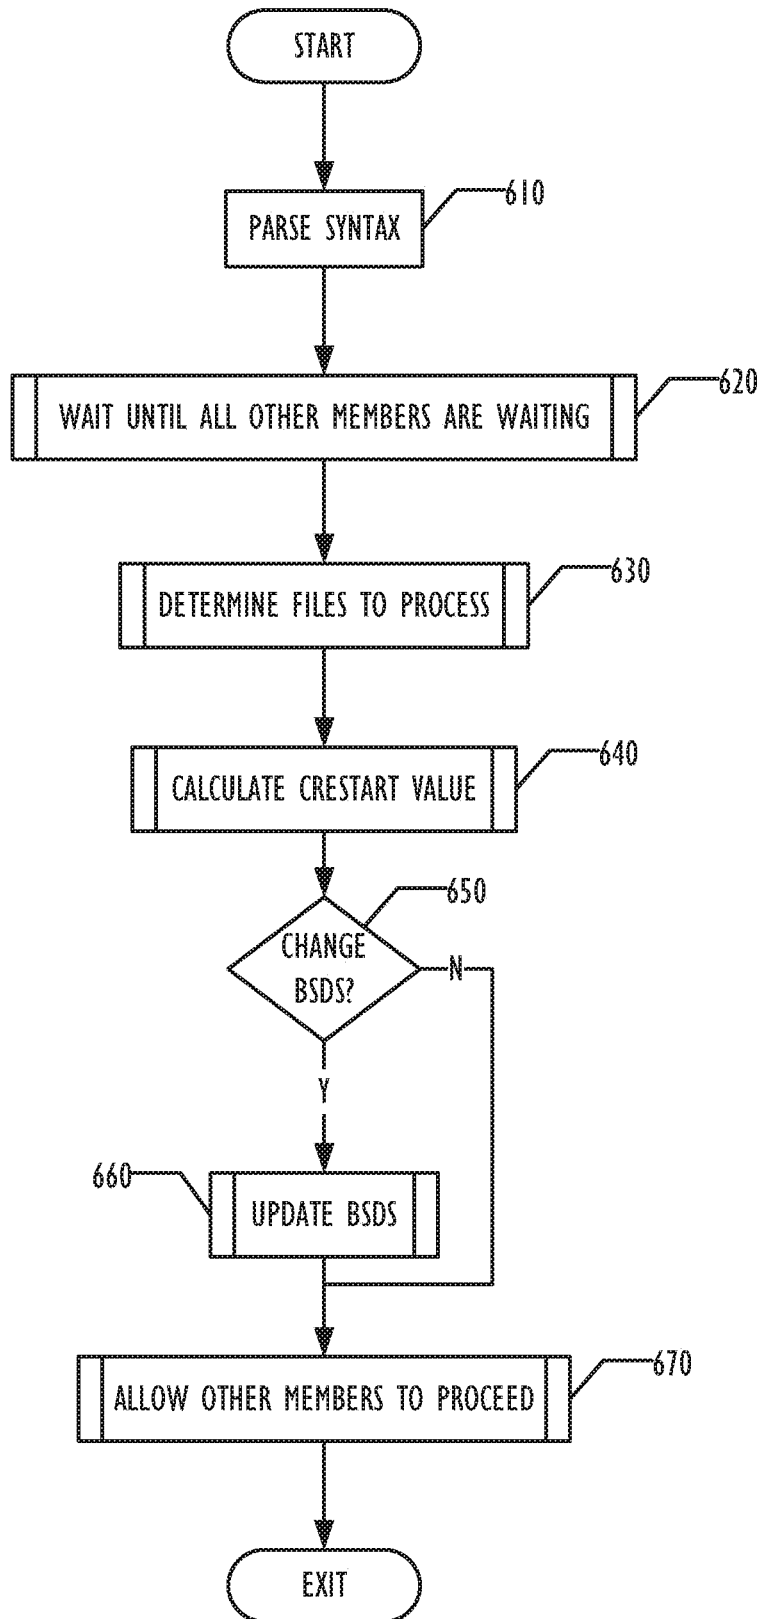 START
610
PARSE SYNTAX
620
WAIT UNTIL ALL OTHER MEMBERS ARE WAITING
630
DETERMINE FILES TO PROCESS
640
CALCULATE CRESTART VALUE
650
CHANGE
BSDS?
N
Y
660
UPDATE BSDS
670
ALLOW OTHER MEMBERS TO PROCEED
EXIT